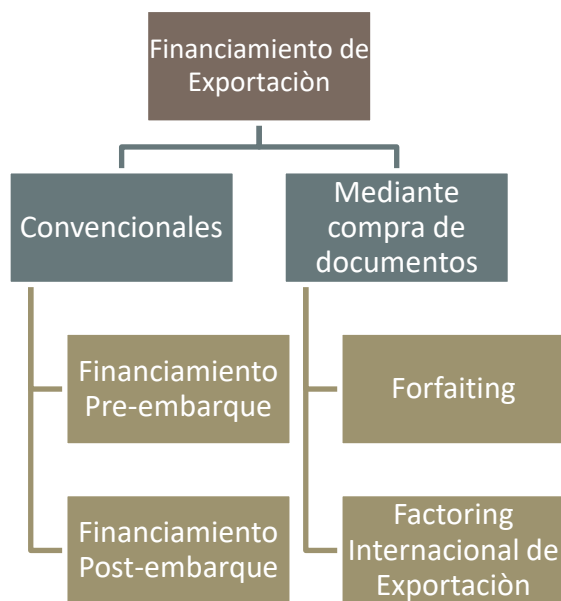 Financiamiento de
Exportaciòn
Convencionales
Mediante
compra de
documentos
Financiamiento
Pre-embarque
Forfaiting
Financiamiento
Post-embarque
Factoring
Internacional de
Exportaciòn